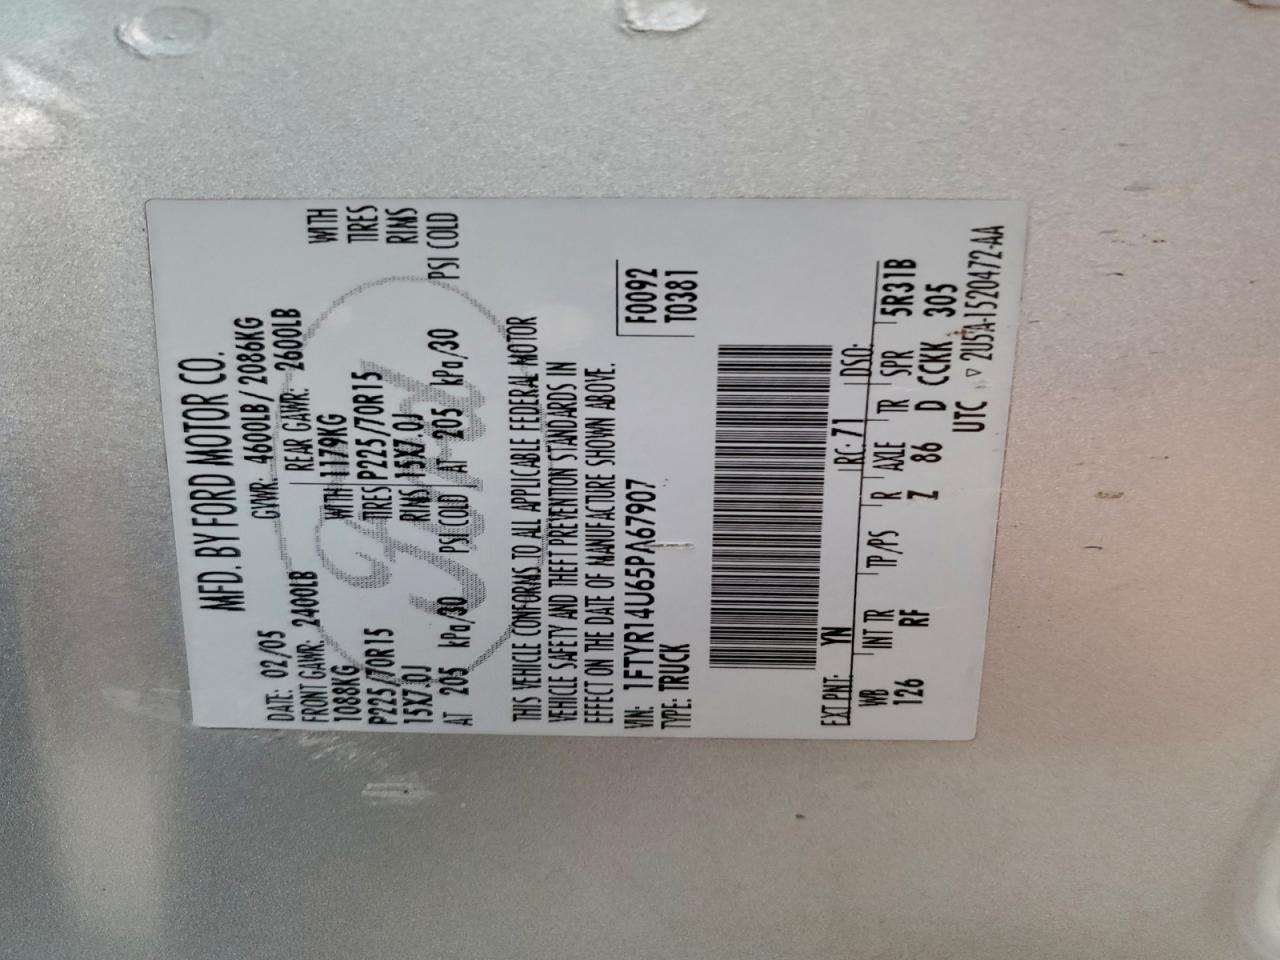 MFD. BY FORD MOTOR CO.
DATE: 02/05 GVWR: 4600LB/ 2086KG
FRONT GAWR: 2400LB REAR GAWR: 2600LB
1088KG WITH 1179KG WITH
P225/70R15 TIRES P225/70R15 TIRES
15X7.0J RIMS 15X7.0J RIMS
AT 205 kPa/30 PSI COLD AT 205 kPa/30 PSI COLD
Ford
THIS VEHICLE CONFORMS TO ALL APPLICABLE FEDERAL MOTOR
VEHICLE SAFETY AND THEFT PREVENTION STANDARDS IN
EFFECT ON THE DATE OF MANUFACTURE SHOWN ABOVE.
VIN: 1FTYR14U65PA67907 F0092
TYPE: TRUCK T0381
EXT PNT: YN RC: 71 DSO:
WB INT TR TP/PS R AXLE TR SPR 5R31B
126 RF Z 86 D CCKK 305
UTC ▿ 2U5A-1520472-AA